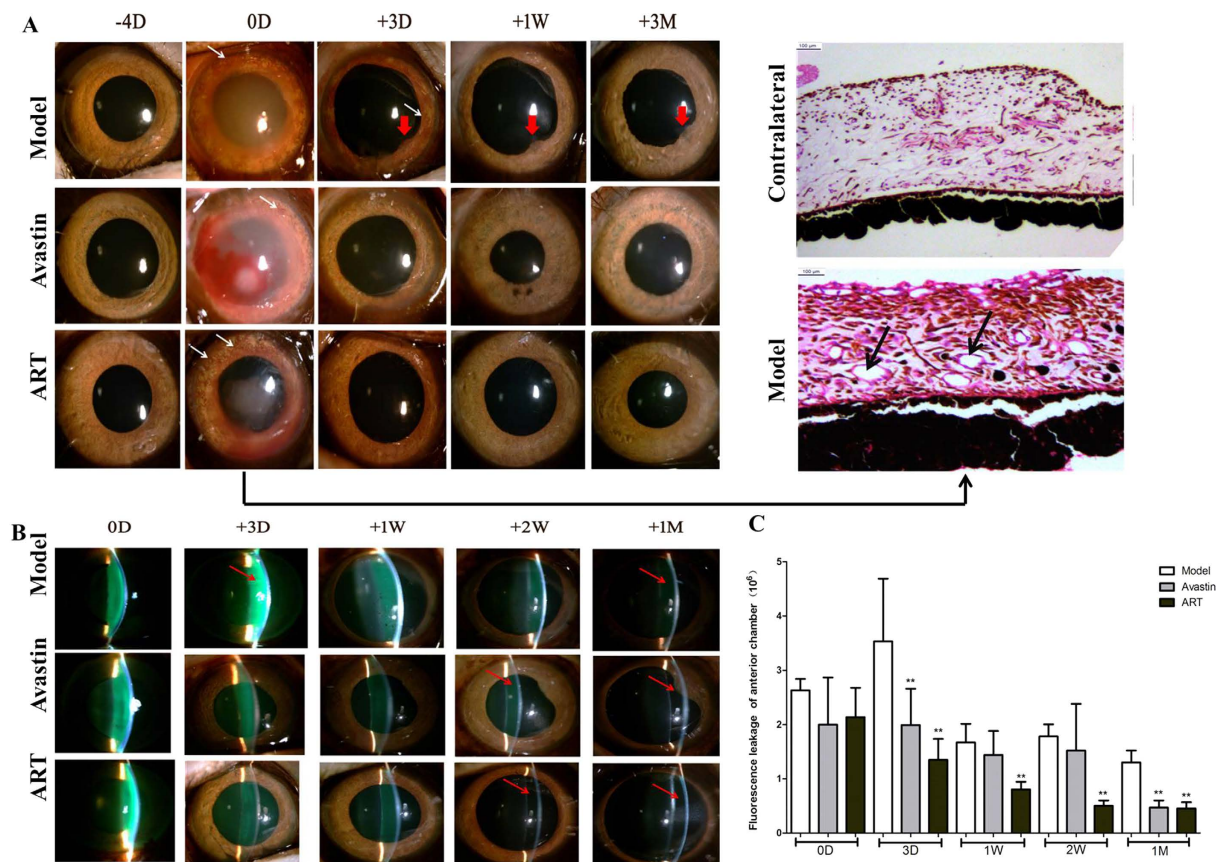 A
-4D 0D +3D +1W +3M
Model
Avastin
ART
100 μm
Contralateral
100 μm
Model
B
0D +3D +1W +2W +1M
Model
Avastin
ART
C
Fluorescence leakage of anterior chamber (10⁶)
5
4
3
2
1
0
Model
Avastin
ART
** ** ** ** ** **
0D 3D 1W 2W 1M